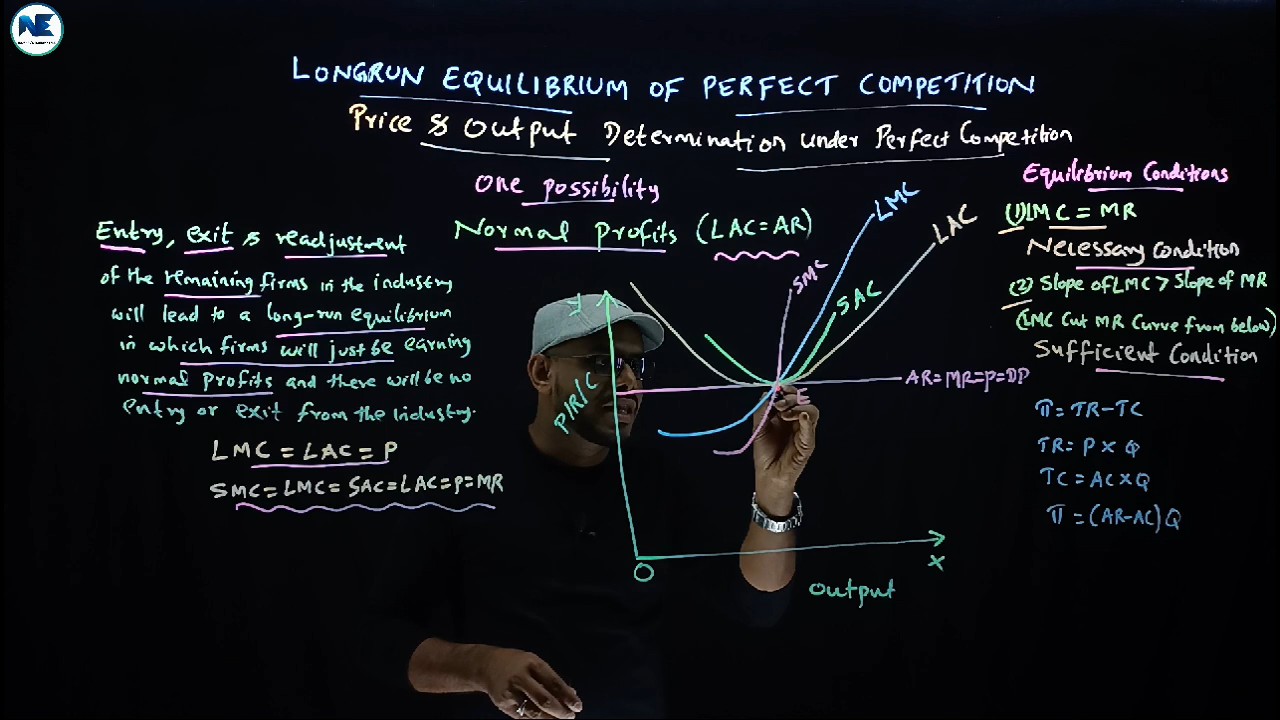 NE
LONGRUN EQUILIBRIUM OF PERFECT COMPETITION
Price & Output Determination under Perfect Competition
One possibility
Normal profits (LAC=AR)
Entry, exit & readjustment
of the remaining firms in the industry
will lead to a long-run equilibrium
in which firms will just be earning
normal profits and there will be no
entry or exit from the industry.
LMC = LAC = P
SMC=LMC=SAC=LAC=P=MR
Y
P/R/C
SMC
LMC
SAC
LAC
AR=MR=P=DP
E
O
X
Output
Equilibrium Conditions
(1) LMC = MR
Necessary Condition
(2) Slope of LMC > Slope of MR
(LMC Cut MR Curve from below)
Sufficient Condition
π = TR-TC
TR = P x Q
TC = AC x Q
π = (AR-AC)Q